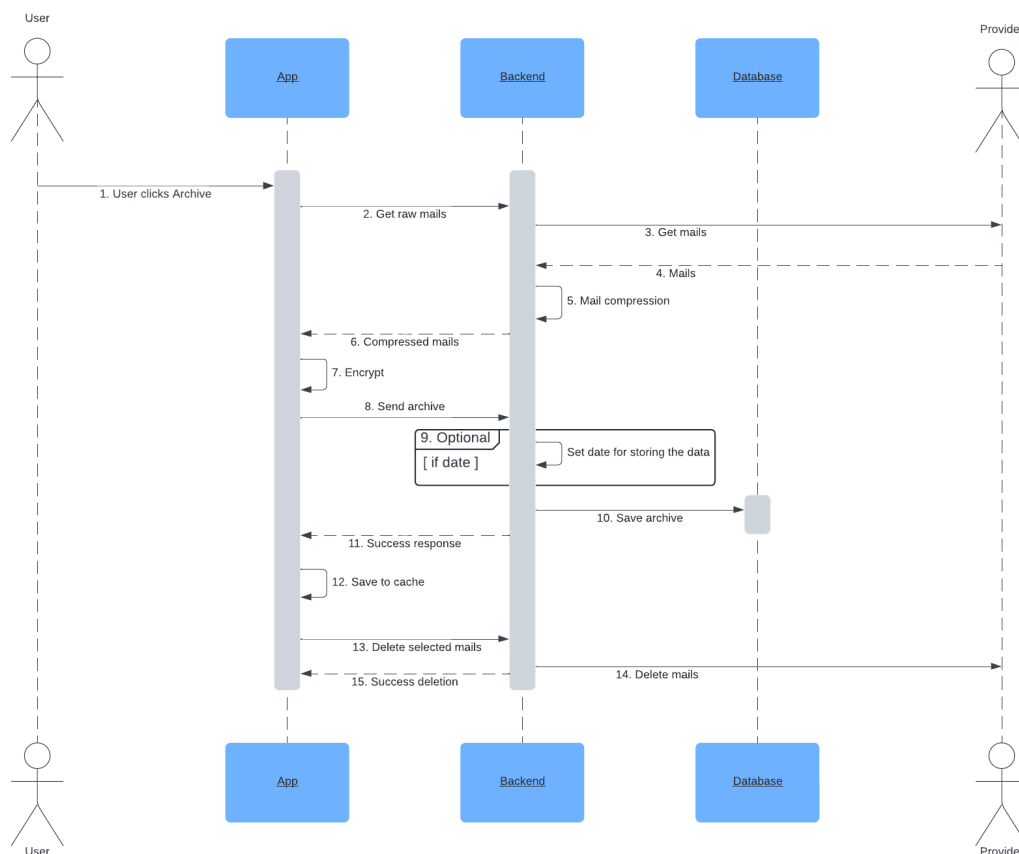 User
Provide
App
Backend
Database
1. User clicks Archive
2. Get raw mails
3. Get mails
4. Mails
5. Mail compression
6. Compressed mails
7. Encrypt
8. Send archive
9. Optional
[ if date ]
Set date for storing the data
10. Save archive
11. Success response
12. Save to cache
13. Delete selected mails
14. Delete mails
15. Success deletion
App
Backend
Database
User
Provide